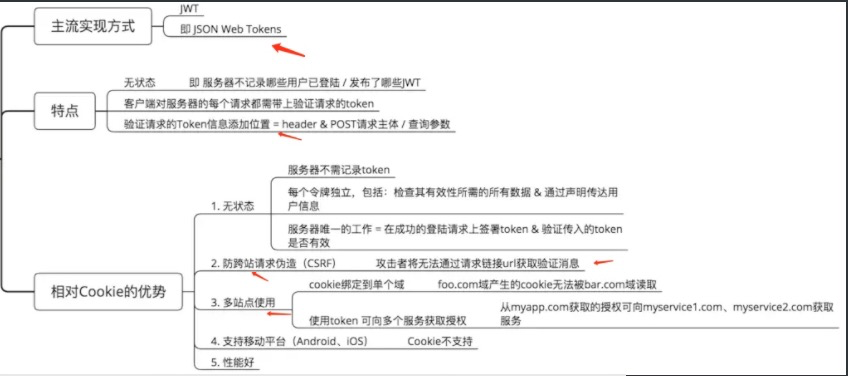 主流实现方式
JWT
即 JSON Web Tokens
特点
无状态 即 服务器不记录哪些用户已登陆 / 发布了哪些JWT
客户端对服务器的每个请求都需带上验证请求的token
验证请求的Token信息添加位置 = header & POST请求主体 / 查询参数
相对Cookie的优势
1. 无状态
服务器不需记录token
每个令牌独立，包括：检查其有效性所需的所有数据 & 通过声明传达用
户信息
服务器唯一的工作 = 在成功的登陆请求上签署token & 验证传入的token
是否有效
2. 防跨站请求伪造（CSRF） 攻击者将无法通过请求链接url获取验证消息
3. 多站点使用
cookie绑定到单个域 foo.com域产生的cookie无法被bar.com域读取
使用token 可向多个服务获取授权
从myapp.com获取的授权可向myservice1.com、myservice2.com获取
服务
4. 支持移动平台（Android、iOS） Cookie不支持
5. 性能好